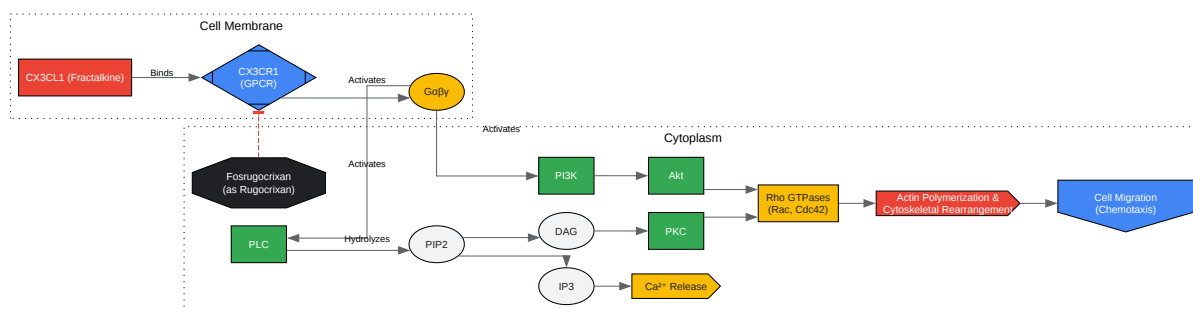 Cell Membrane
CX3CL1 (Fractalkine)
Binds
CX3CR1
(GPCR)
Activates
Gαβγ
Activates
Cytoplasm
Fosrugocrixan
(as Rugocrixan)
Activates
PI3K
Akt
Rho GTPases
(Rac, Cdc42)
Actin Polymerization &
Cytoskeletal Rearrangement
Cell Migration
(Chemotaxis)
PLC
Hydrolyzes
PIP2
DAG
PKC
IP3
Ca²⁺ Release